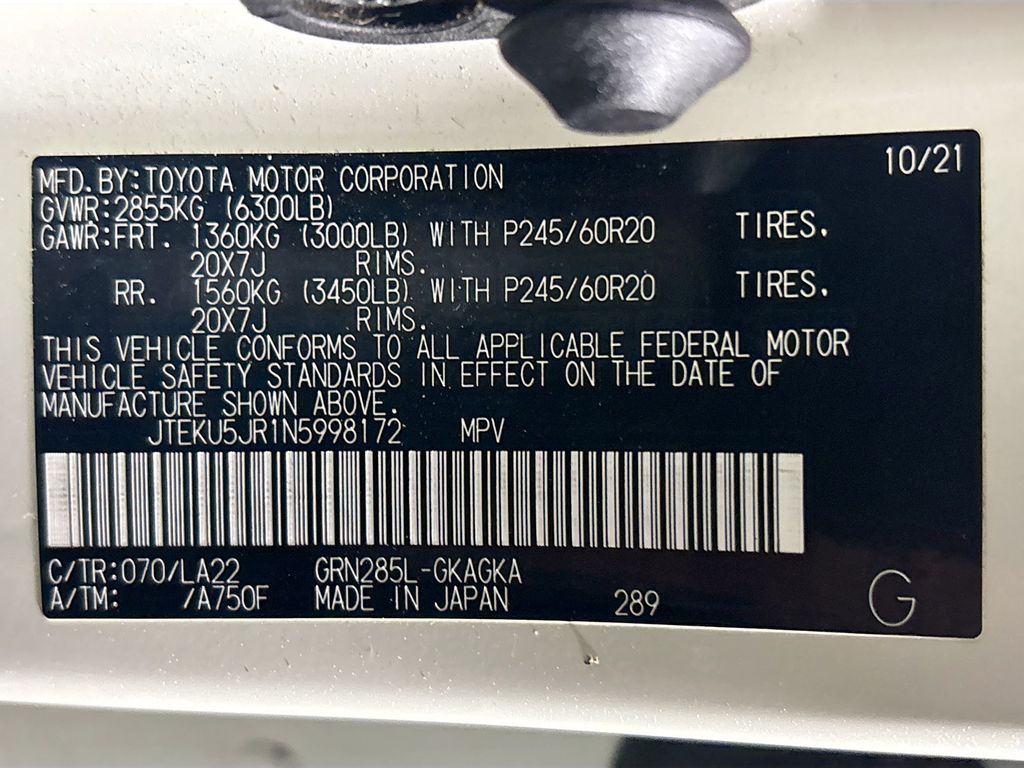 10/21
MFD. BY: TOYOTA MOTOR CORPORATION
GVWR: 2855KG (6300LB)
GAWR: FRT. 1360KG (3000LB) WITH P245/60R20 TIRES.
20X7J RIMS.
RR. 1560KG (3450LB) WITH P245/60R20 TIRES.
20X7J RIMS.
THIS VEHICLE CONFORMS TO ALL APPLICABLE FEDERAL MOTOR
VEHICLE SAFETY STANDARDS IN EFFECT ON THE DATE OF
MANUFACTURE SHOWN ABOVE.
JTEKU5JR1N5998172 MPV
C/TR: 070/LA22 GRN285L-GKAGKA
A/TM: /A750F MADE IN JAPAN 289
G